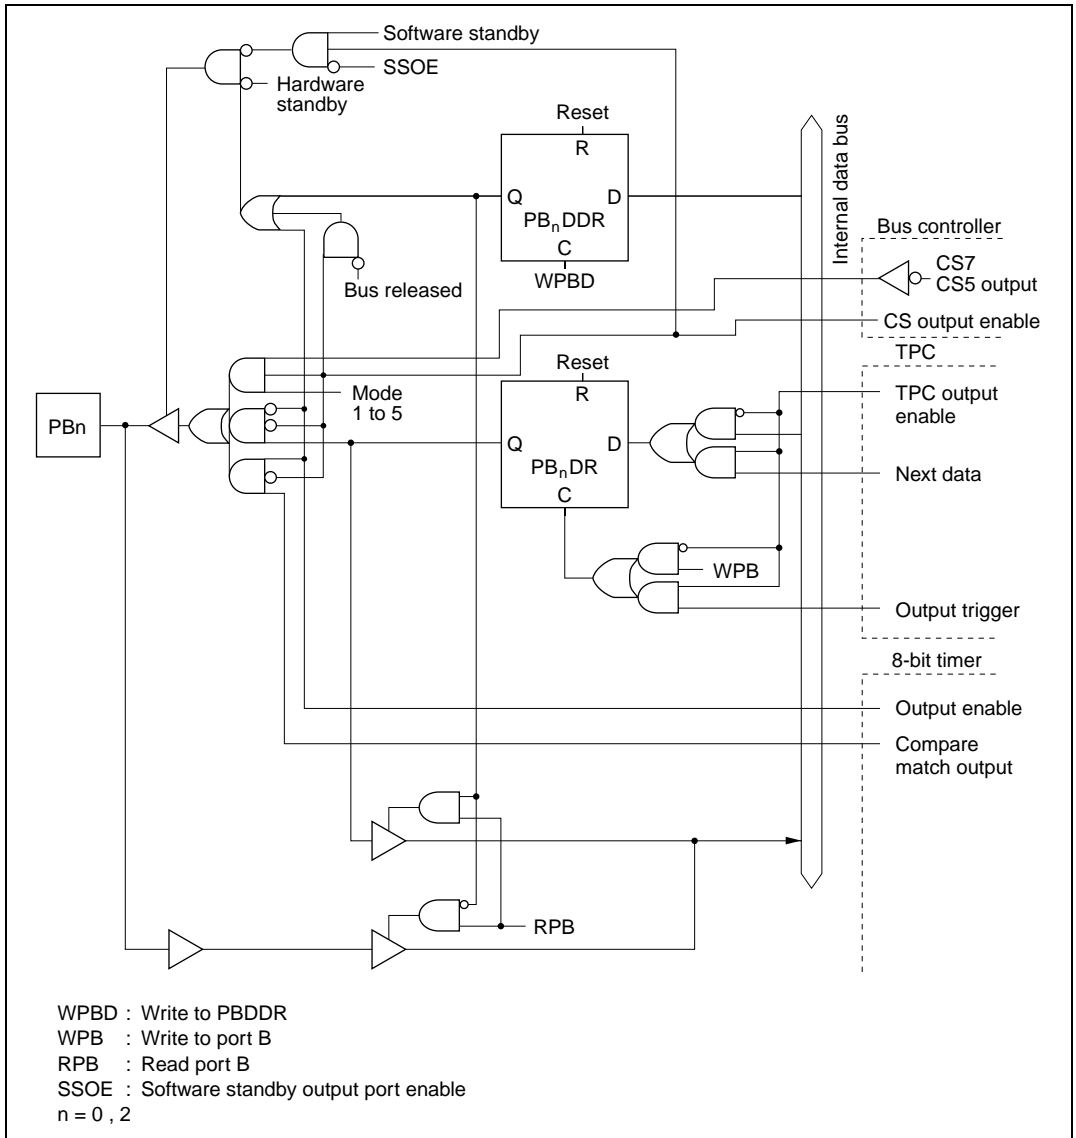 Software standby
SSOE
Hardware
standby
Reset
R
Q
D
PBnDDR
C
WPBD
Internal data bus
Bus controller
CS7
CS5 output
CS output enable
Bus released
TPC
Reset
R
Mode
1 to 5
TPC output
enable
PBn
Q
D
PBnDR
C
Next data
WPB
Output trigger
8-bit timer
Output enable
Compare
match output
RPB
WPBD : Write to PBDDR
WPB : Write to port B
RPB : Read port B
SSOE : Software standby output port enable
n = 0 , 2